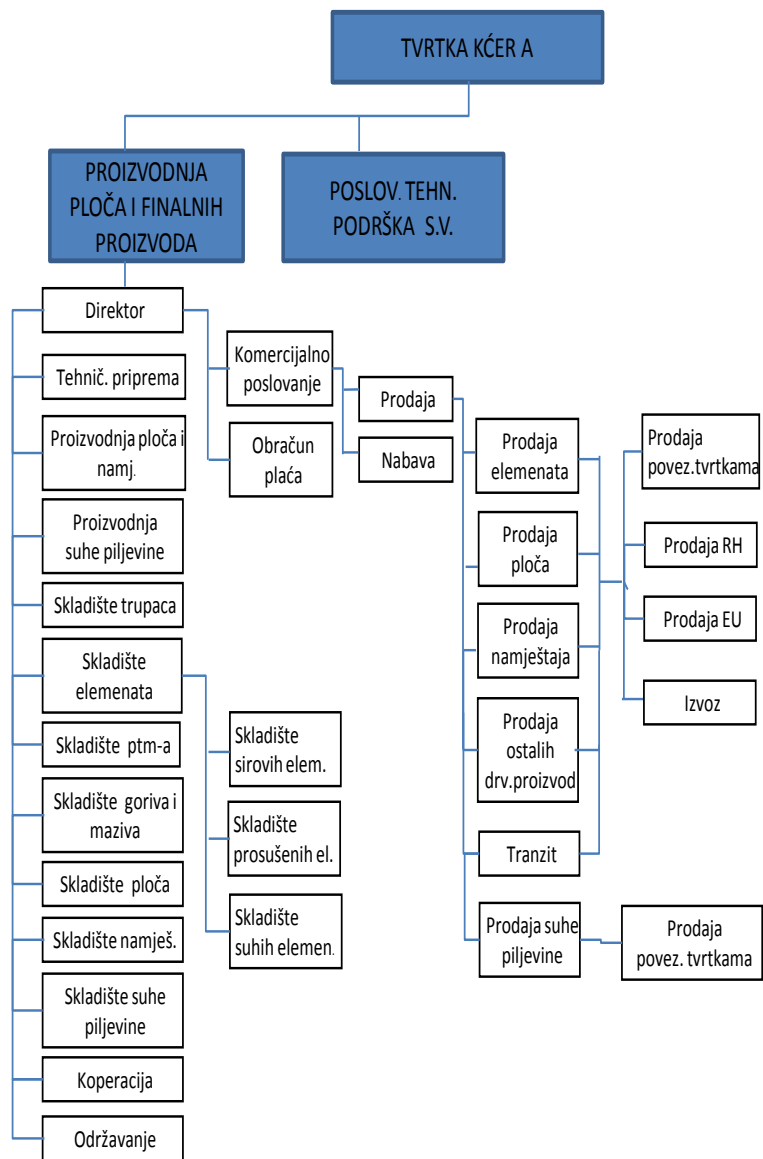 TVRTKA KĆER A
PROIZVODNJA
PLOČA I FINALNIH
PROIZVODA
POSLOV. TEHN.
PODRŠKA S.V.
Direktor
Tehnič. priprema
Proizvodnja ploča i
namj.
Proizvodnja
suhe piljevine
Skladište trupaca
Skladište
elemenata
Skladište ptm-a
Skladište goriva i
maziva
Skladište ploča
Skladište namješ.
Skladište suhe
piljevine
Koperacija
Održavanje
Komercijalno
poslovanje
Obračun
plaća
Skladište
sirovih elem.
Skladište
prosušenih el.
Skladište
suhih elemen.
Prodaja
Nabava
Prodaja
elemenata
Prodaja
ploča
Prodaja
namještaja
Prodaja
ostalih
drv.proizvod
Tranzit
Prodaja suhe
piljevine
Prodaja
povez.tvrtkama
Prodaja RH
Prodaja EU
Izvoz
Prodaja
povez. tvrtkama